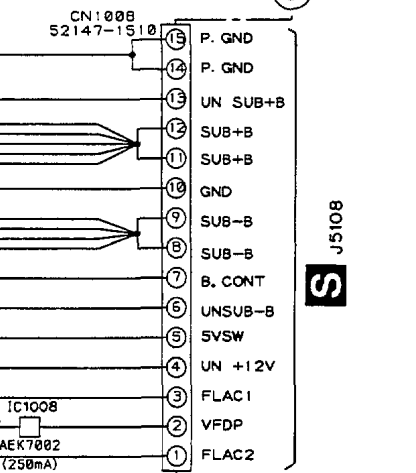 CN1008
52147-1510
15 P. GND
14 P. GND
13 UN SUB+B
12 SUB+B
11 SUB+B
10 GND
9 SUB-B
8 SUB-B
7 B. CONT
6 UNSUB-B
5 5VSW
4 UN +12V
3 FLAC1
2 VFDP
1 FLAC2
IC1008
AEK7002
(250mA)
S J5108